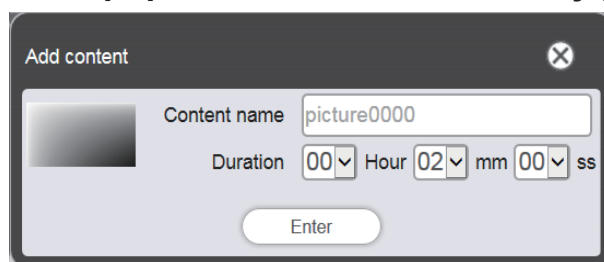 Add content
Content name picture0000
Duration 00 Hour 02 mm 00 ss
Enter